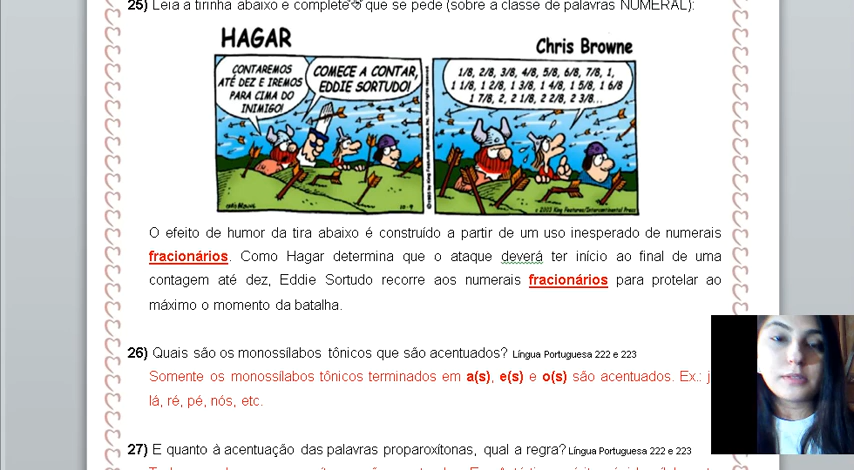 25) Leia a tirinha abaixo e complete o que se pede (sobre a classe de palavras NUMERAL):
HAGAR
Chris Browne
CONTAREMOS
ATÉ DEZ E IREMOS
PARA CIMA DO
INIMIGO!
COMECE A CONTAR,
EDDIE SORTUDO!
1/8, 2/8, 3/8, 4/8, 5/8, 6/8, 7/8, 1,
1 1/8, 1 2/8, 1 3/8, 1 4/8, 1 5/8, 1 6/8
1 7/8, 2, 2 1/8, 2 2/8, 2 3/8...
O efeito de humor da tira abaixo é construído a partir de um uso inesperado de numerais
fracionários. Como Hagar determina que o ataque deverá ter início ao final de uma
contagem até dez, Eddie Sortudo recorre aos numerais fracionários para protelar ao
máximo o momento da batalha.
26) Quais são os monossílabos tônicos que são acentuados? Língua Portuguesa 222 e 223
Somente os monossílabos tônicos terminados em a(s), e(s) e o(s) são acentuados. Ex.:
lá, ré, pé, nós, etc.
27) E quanto à acentuação das palavras proparoxítonas, qual a regra? Língua Portuguesa 222 e 223